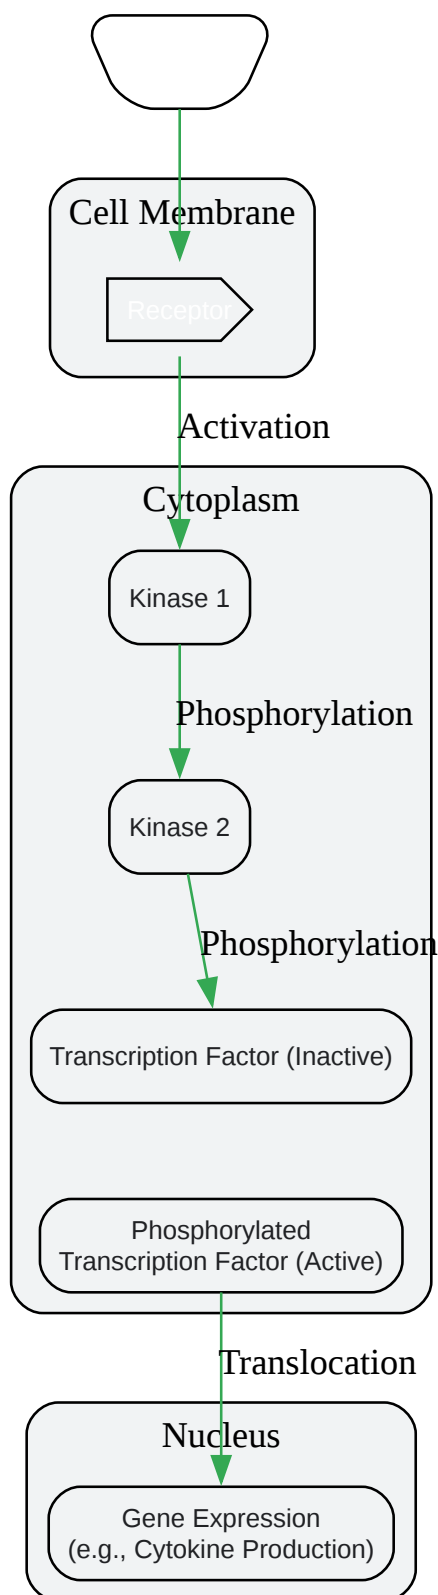 Cell Membrane
Receptor
Activation
Cytoplasm
Kinase 1
Phosphorylation
Kinase 2
Phosphorylation
Transcription Factor (Inactive)
Phosphorylated
Transcription Factor (Active)
Translocation
Nucleus
Gene Expression
(e.g., Cytokine Production)